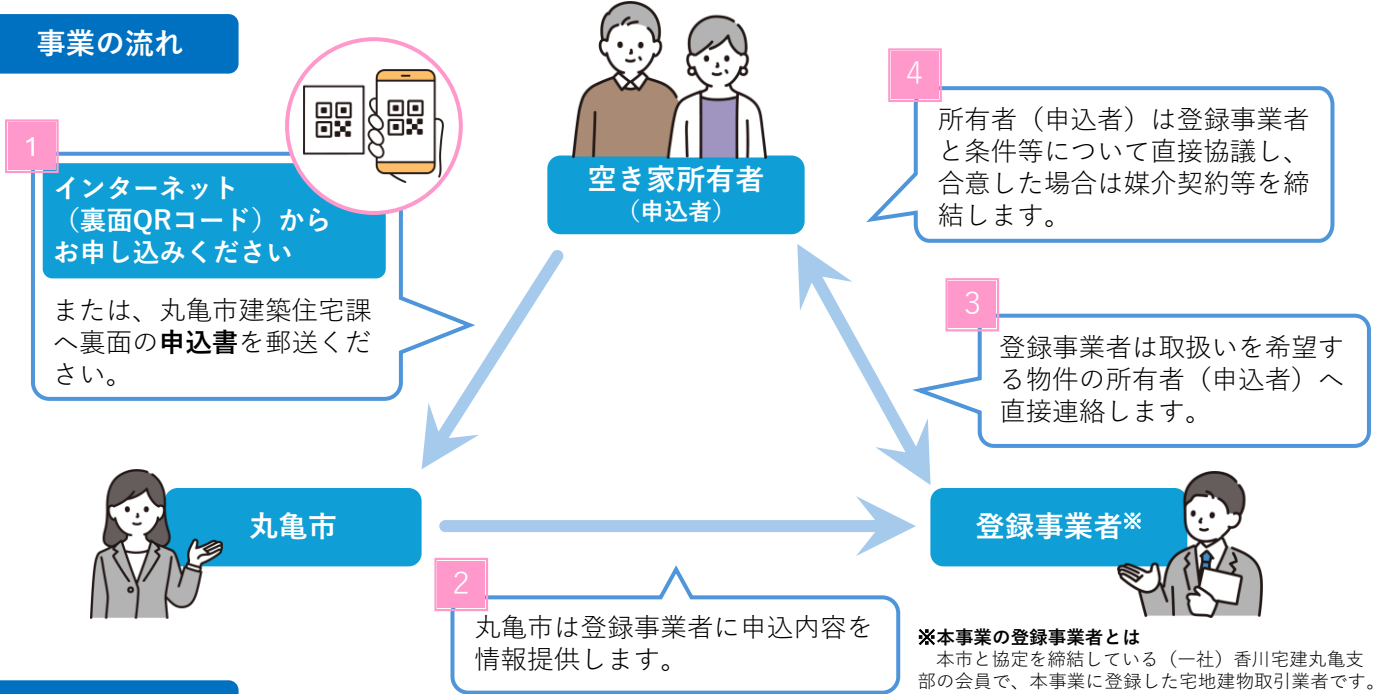 事業の流れ
1
インターネット
（裏面QRコード）から
お申し込みください
または、丸亀市建築住宅課
へ裏面の申込書を郵送くだ
さい。
空き家所有者
（申込者）
4
所有者（申込者）は登録事業者
と条件等について直接協議し、
合意した場合は媒介契約等を締
結します。
3
登録事業者は取扱いを希望す
る物件の所有者（申込者）へ
直接連絡します。
丸亀市
登録事業者※
2
丸亀市は登録事業者に申込内容を
情報提供します。
※本事業の登録事業者とは
　本市と協定を締結している（一社）香川宅建丸亀支
部の会員で、本事業に登録した宅地建物取引業者です。